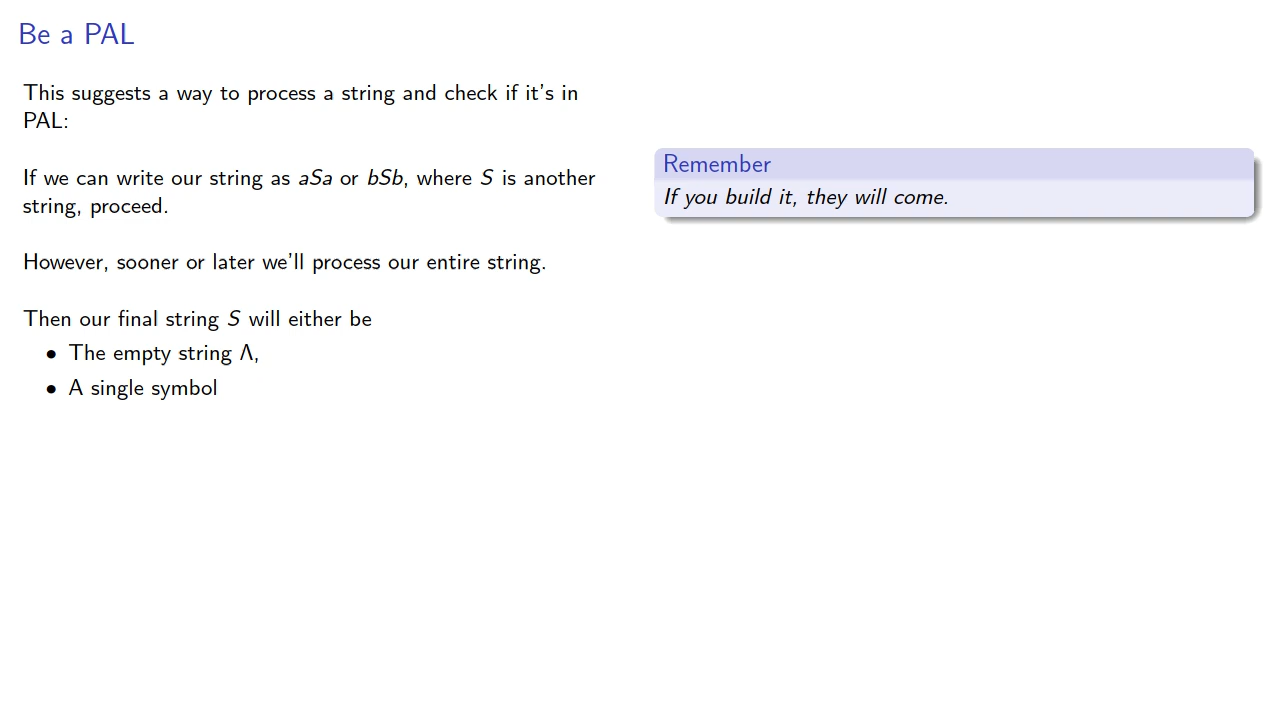 Be a PAL
This suggests a way to process a string and check if it's in
PAL:
If we can write our string as aSa or bSb, where S is another
string, proceed.
However, sooner or later we'll process our entire string.
Then our final string S will either be
• The empty string Λ,
• A single symbol
Remember
If you build it, they will come.